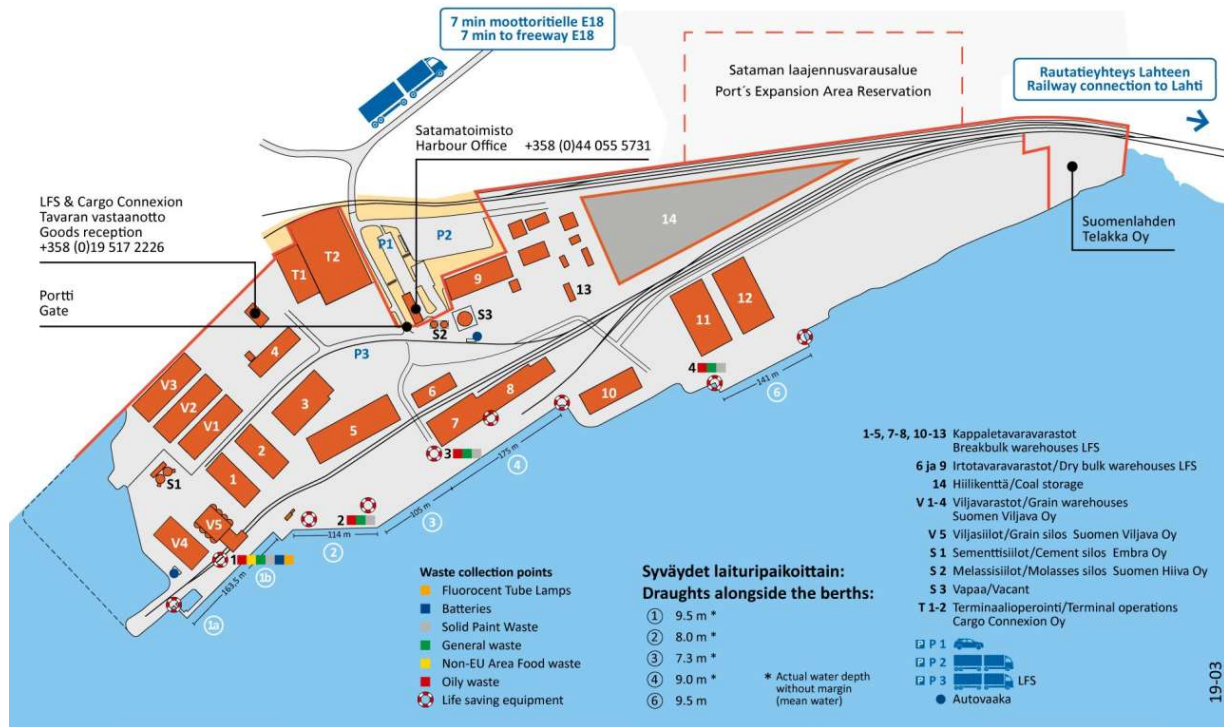 7 min moottoritielle E18
7 min to freeway E18
Sataman laajennusvarausalue
Port´s Expansion Area Reservation
Rautatieyhteys Lahteen
Railway connection to Lahti
Satamatoimisto
Harbour Office +358 (0)44 055 5731
LFS & Cargo Connexion
Tavaran vastaanotto
Goods reception
+358 (0)19 517 2226
Portti
Gate
Suomenlahden
Telakka Oy
T1
T2
P1
P2
9
14
13
S3
S2
11
12
4
P3
V3
V2
V1
3
6
8
7
5
10
4
141 m
6
2
1
S1
3
175 m
4
V5
V4
2
105 m
3
114 m
2
1
163,5 m
1b
1a
Waste collection points
Fluorocent Tube Lamps
Batteries
Solid Paint Waste
General waste
Non-EU Area Food waste
Oily waste
Life saving equipment
Syväydet laituripaikoittain:
Draughts alongside the berths:
1 9.5 m *
2 8.0 m *
3 7.3 m *
4 9.0 m *
6 9.5 m
* Actual water depth
without margin
(mean water)
1-5, 7-8, 10-13 Kappaletavaravarastot
Breakbulk warehouses LFS
6 ja 9 Irtotavaravarastot/Dry bulk warehouses LFS
14 Hiilikenttä/Coal storage
V 1-4 Viljavarastot/Grain warehouses
Suomen Viljava Oy
V 5 Viljasiilot/Grain silos Suomen Viljava Oy
S 1 Sementtisiilot/Cement silos Embra Oy
S 2 Melassisiilot/Molasses silos Suomen Hiiva Oy
S 3 Vapaa/Vacant
T 1-2 Terminaalioperointi/Terminal operations
Cargo Connexion Oy
P P 1
P P 2
P P 3 LFS
Autovaaka
19-03